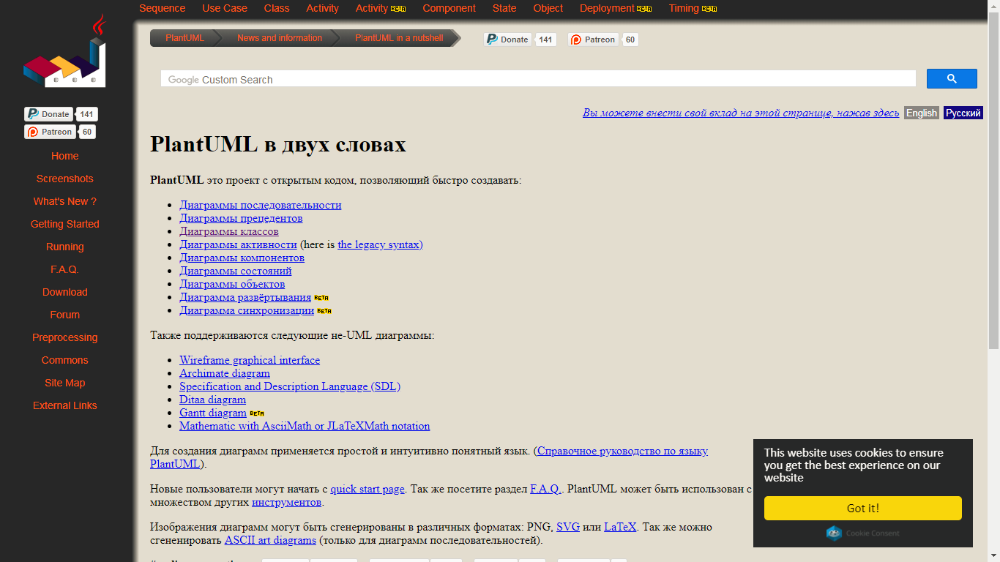 Sequence Use Case Class Activity Activity BETA Component State Object Deployment BETA Timing BETA
PlantUML News and information PlantUML in a nutshell Donate 141 Patreon 60
Google Custom Search
Donate 141
Patreon 60
Home
Screenshots
What's New ?
Getting Started
Running
F.A.Q.
Download
Forum
Preprocessing
Commons
Site Map
External Links
Вы можете внести свой вклад на этой странице, нажав здесь English Русский
PlantUML в двух словах
PlantUML это проект с открытым кодом, позволяющий быстро создавать:
Диаграммы последовательности
Диаграммы прецедентов
Диаграммы классов
Диаграммы активности (here is the legacy syntax)
Диаграммы компонентов
Диаграммы состояний
Диаграммы объектов
Диаграмма развёртывания BETA
Диаграмма синхронизации BETA
Также поддерживаются следующие не-UML диаграммы:
Wireframe graphical interface
Archimate diagram
Specification and Description Language (SDL)
Ditaa diagram
Gantt diagram BETA
Mathematic with AsciiMath or JLaTeXMath notation
Для создания диаграмм применяется простой и интуитивно понятный язык. (Справочное руководство по языку
PlantUML).
Новые пользователи могут начать с quick start page. Так же посетите раздел F.A.Q.. PlantUML может быть использован с
множеством других инструментов.
Изображения диаграмм могут быть сгенерированы в различных форматах: PNG, SVG или LaTeX. Так же можно
сгененировать ASCII art diagrams (только для диаграмм последовательностей).
This website uses cookies to ensure
you get the best experience on our
website
Got it!
Cookie Consent